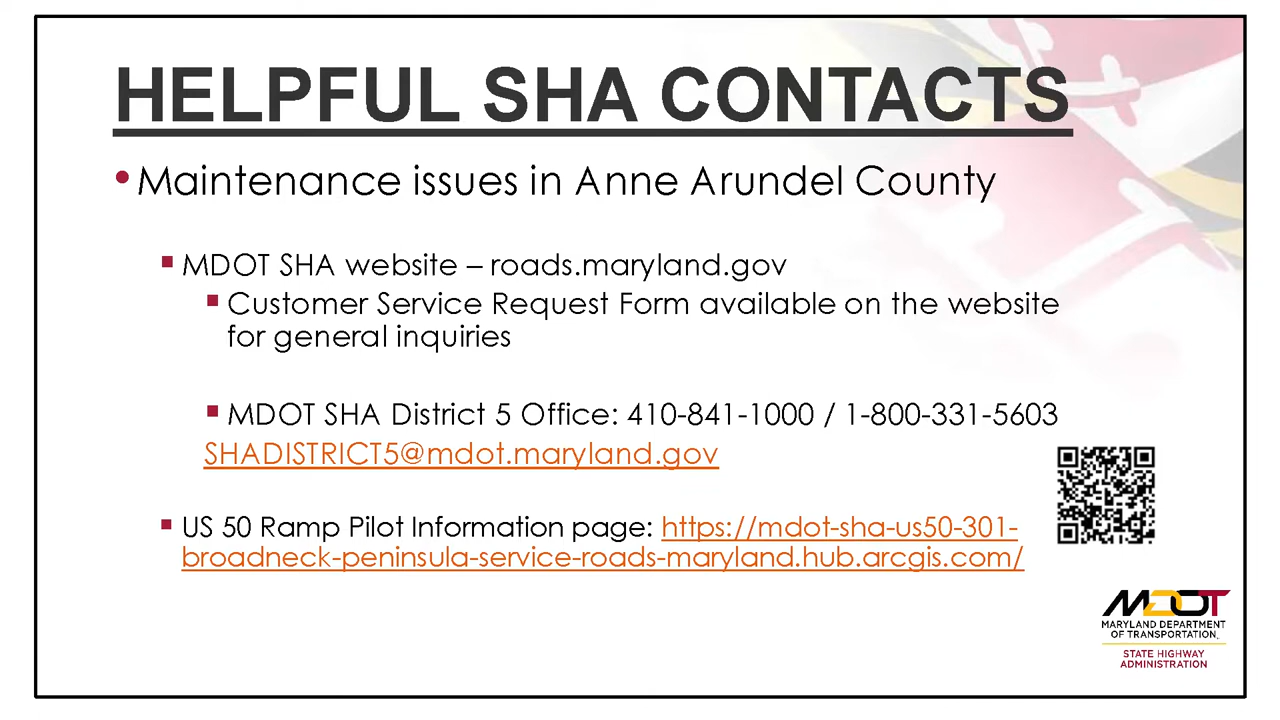 HELPFUL SHA CONTACTS
• Maintenance issues in Anne Arundel County
▪ MDOT SHA website – roads.maryland.gov
▪ Customer Service Request Form available on the website
for general inquiries
▪ MDOT SHA District 5 Office: 410-841-1000 / 1-800-331-5603
SHADISTRICT5@mdot.maryland.gov
▪ US 50 Ramp Pilot Information page: https://mdot-sha-us50-301-
broadneck-peninsula-service-roads-maryland.hub.arcgis.com/
MDOT
MARYLAND DEPARTMENT
OF TRANSPORTATION
STATE HIGHWAY
ADMINISTRATION